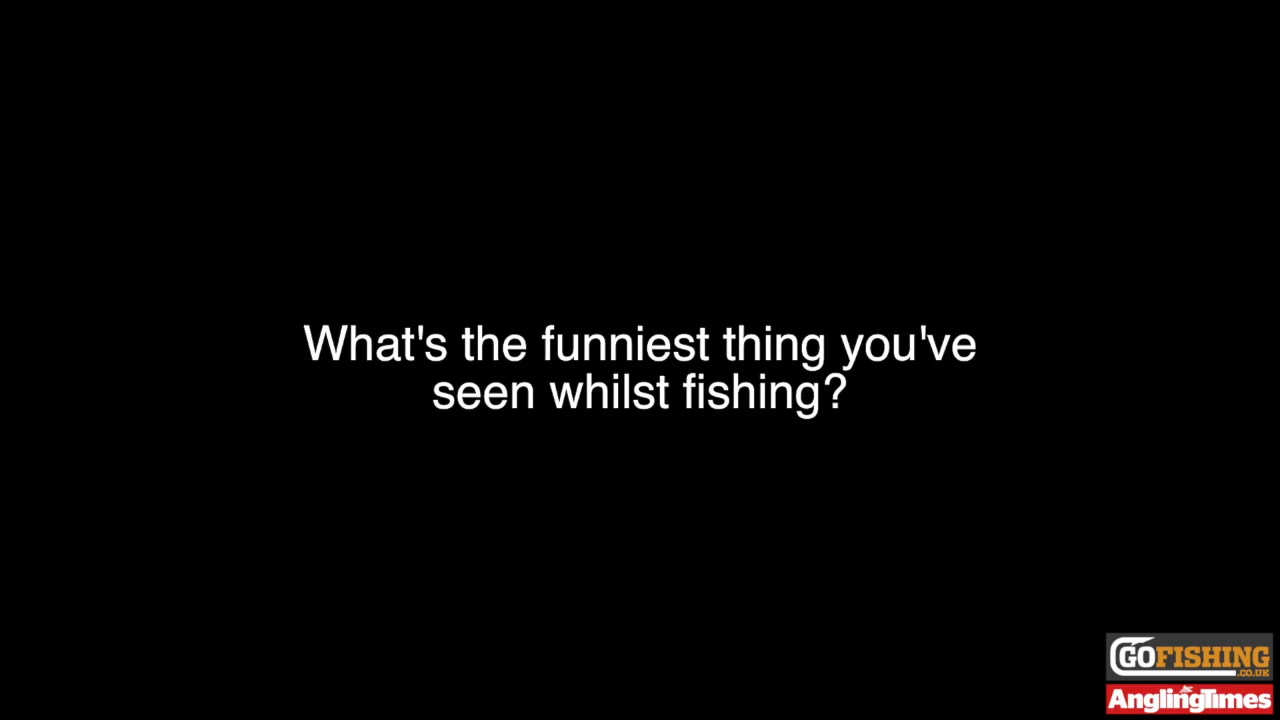 What's the funniest thing you've
seen whilst fishing?
GOFISHING
.CO.UK
AnglingTimes